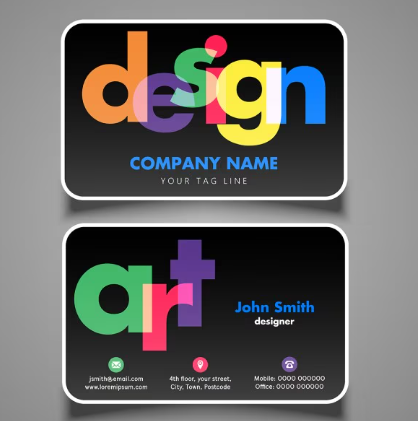 design
COMPANY NAME
YOUR TAG LINE
art
John Smith
designer
jsmith@email.com
www.loremipsum.com
4th floor, your street,
City, Town, Postcode
Mobile: 0000 000000
Office: 0000 000000